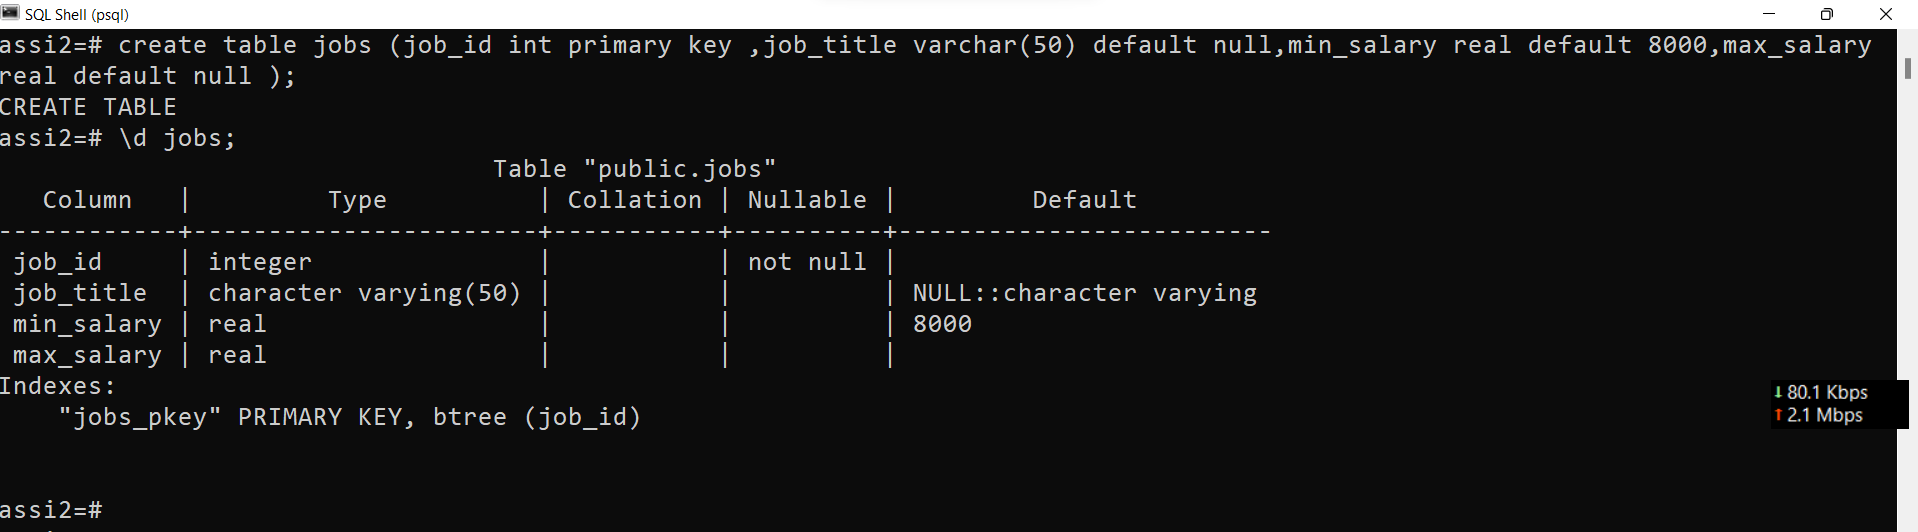 SQL Shell (psql)
assi2=# create table jobs (job_id int primary key ,job_title varchar(50) default null,min_salary real default 8000,max_salary
real default null );
CREATE TABLE
assi2=# \d jobs;
Table "public.jobs"
Column | Type | Collation | Nullable | Default
------------+-----------------------+-----------+----------+-------------------------
job_id | integer | | not null |
job_title | character varying(50) | | | NULL::character varying
min_salary | real | | | 8000
max_salary | real | | |
Indexes:
"jobs_pkey" PRIMARY KEY, btree (job_id)
↓ 80.1 Kbps
↑ 2.1 Mbps
assi2=#